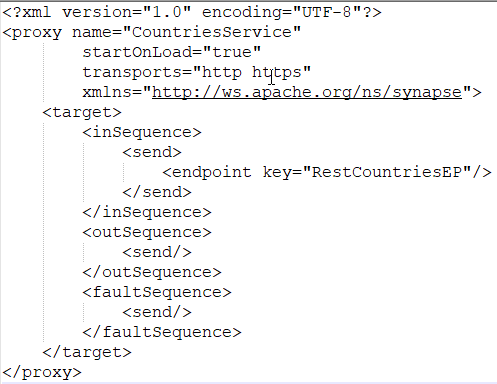 <?xml version="1.0" encoding="UTF-8"?>
<proxy name="CountriesService"
startOnLoad="true"
transports="http https"
xmlns="http://ws.apache.org/ns/synapse">
<target>
<inSequence>
<send>
<endpoint key="RestCountriesEP"/>
</send>
</inSequence>
<outSequence>
<send/>
</outSequence>
<faultSequence>
<send/>
</faultSequence>
</target>
</proxy>